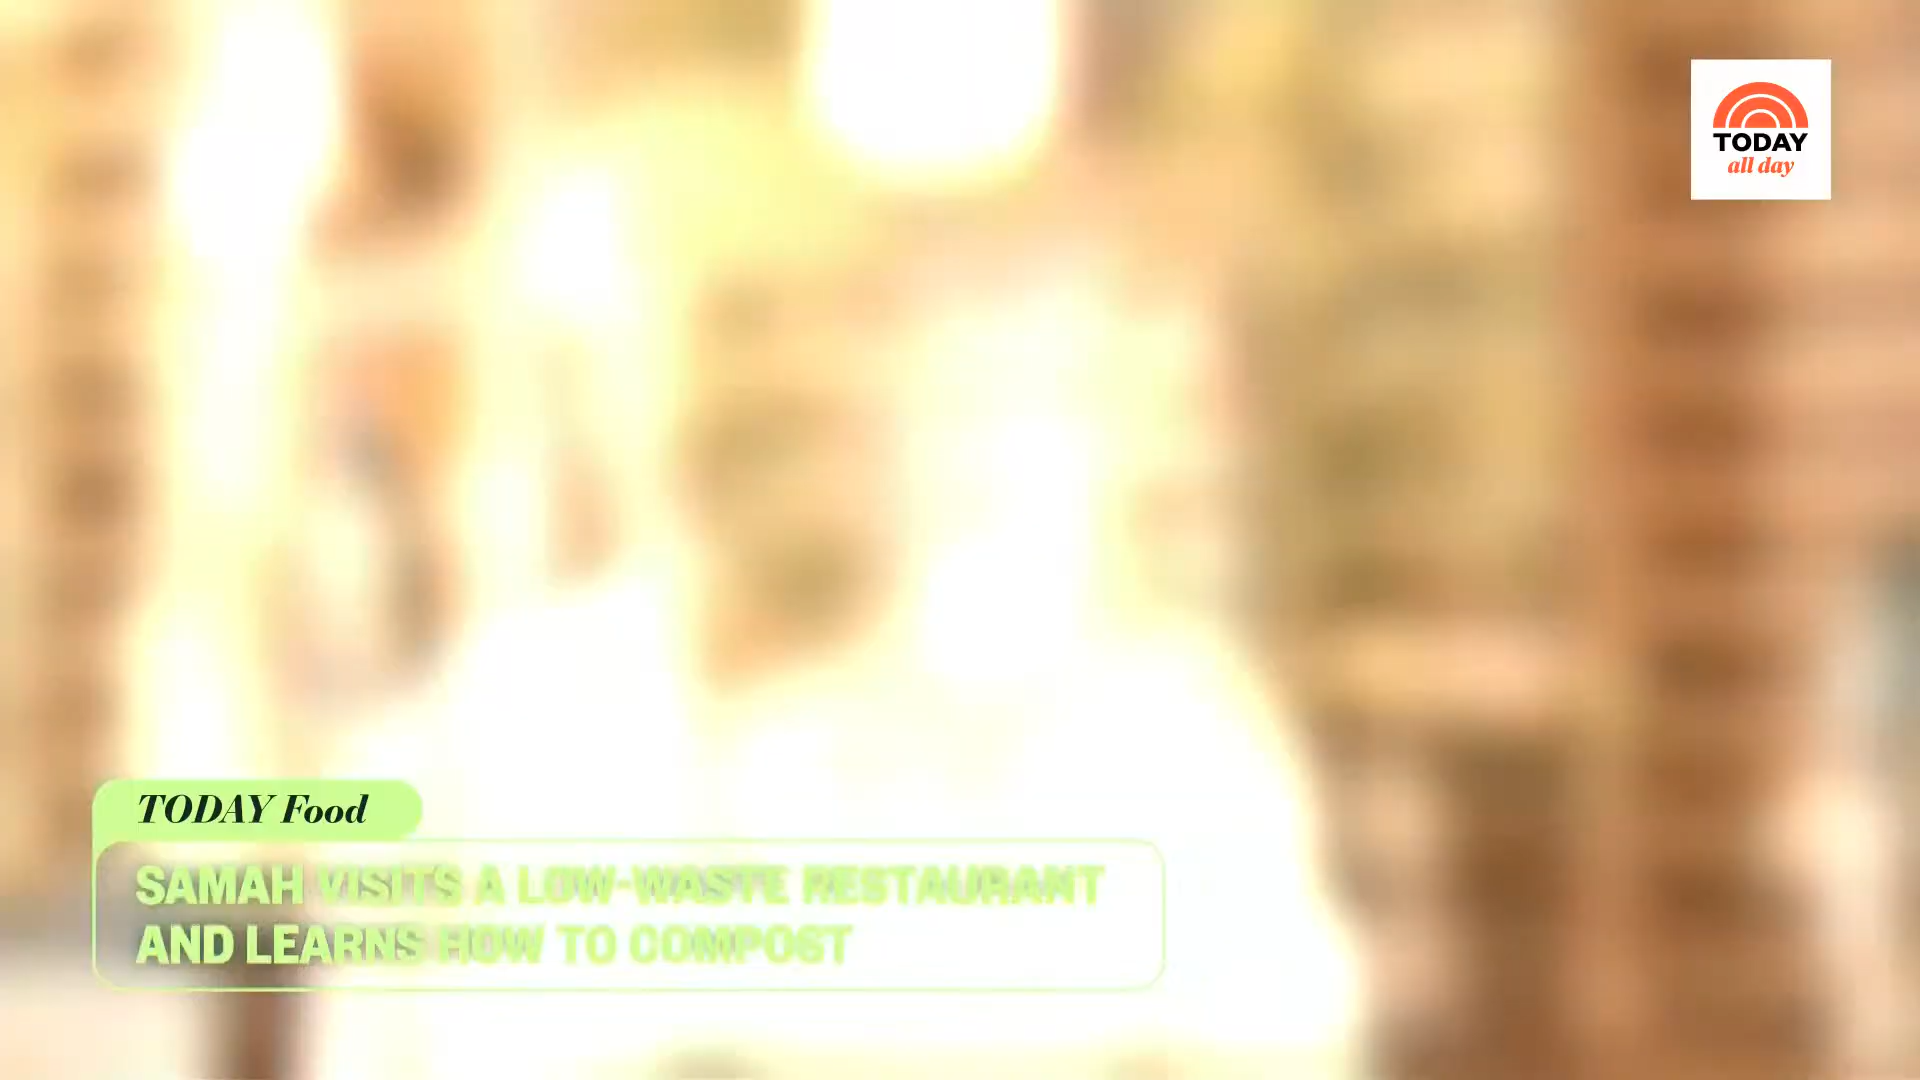 TODAY
all day
TODAY Food
SAMAH VISITS A LOW-WASTE RESTAURANT
AND LEARNS HOW TO COMPOST